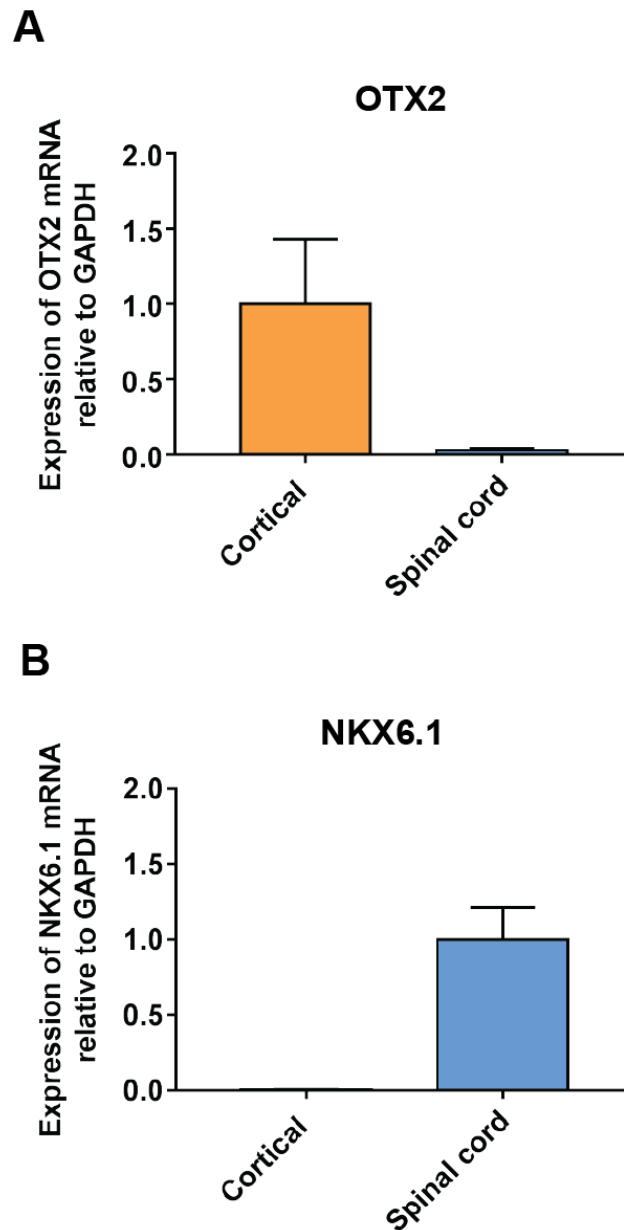 A
OTX2
Expression of OTX2 mRNA
relative to GAPDH
2.0
1.5
1.0
0.5
0.0
Cortical
Spinal cord
B
NKX6.1
Expression of NKX6.1 mRNA
relative to GAPDH
2.0
1.5
1.0
0.5
0.0
Cortical
Spinal cord